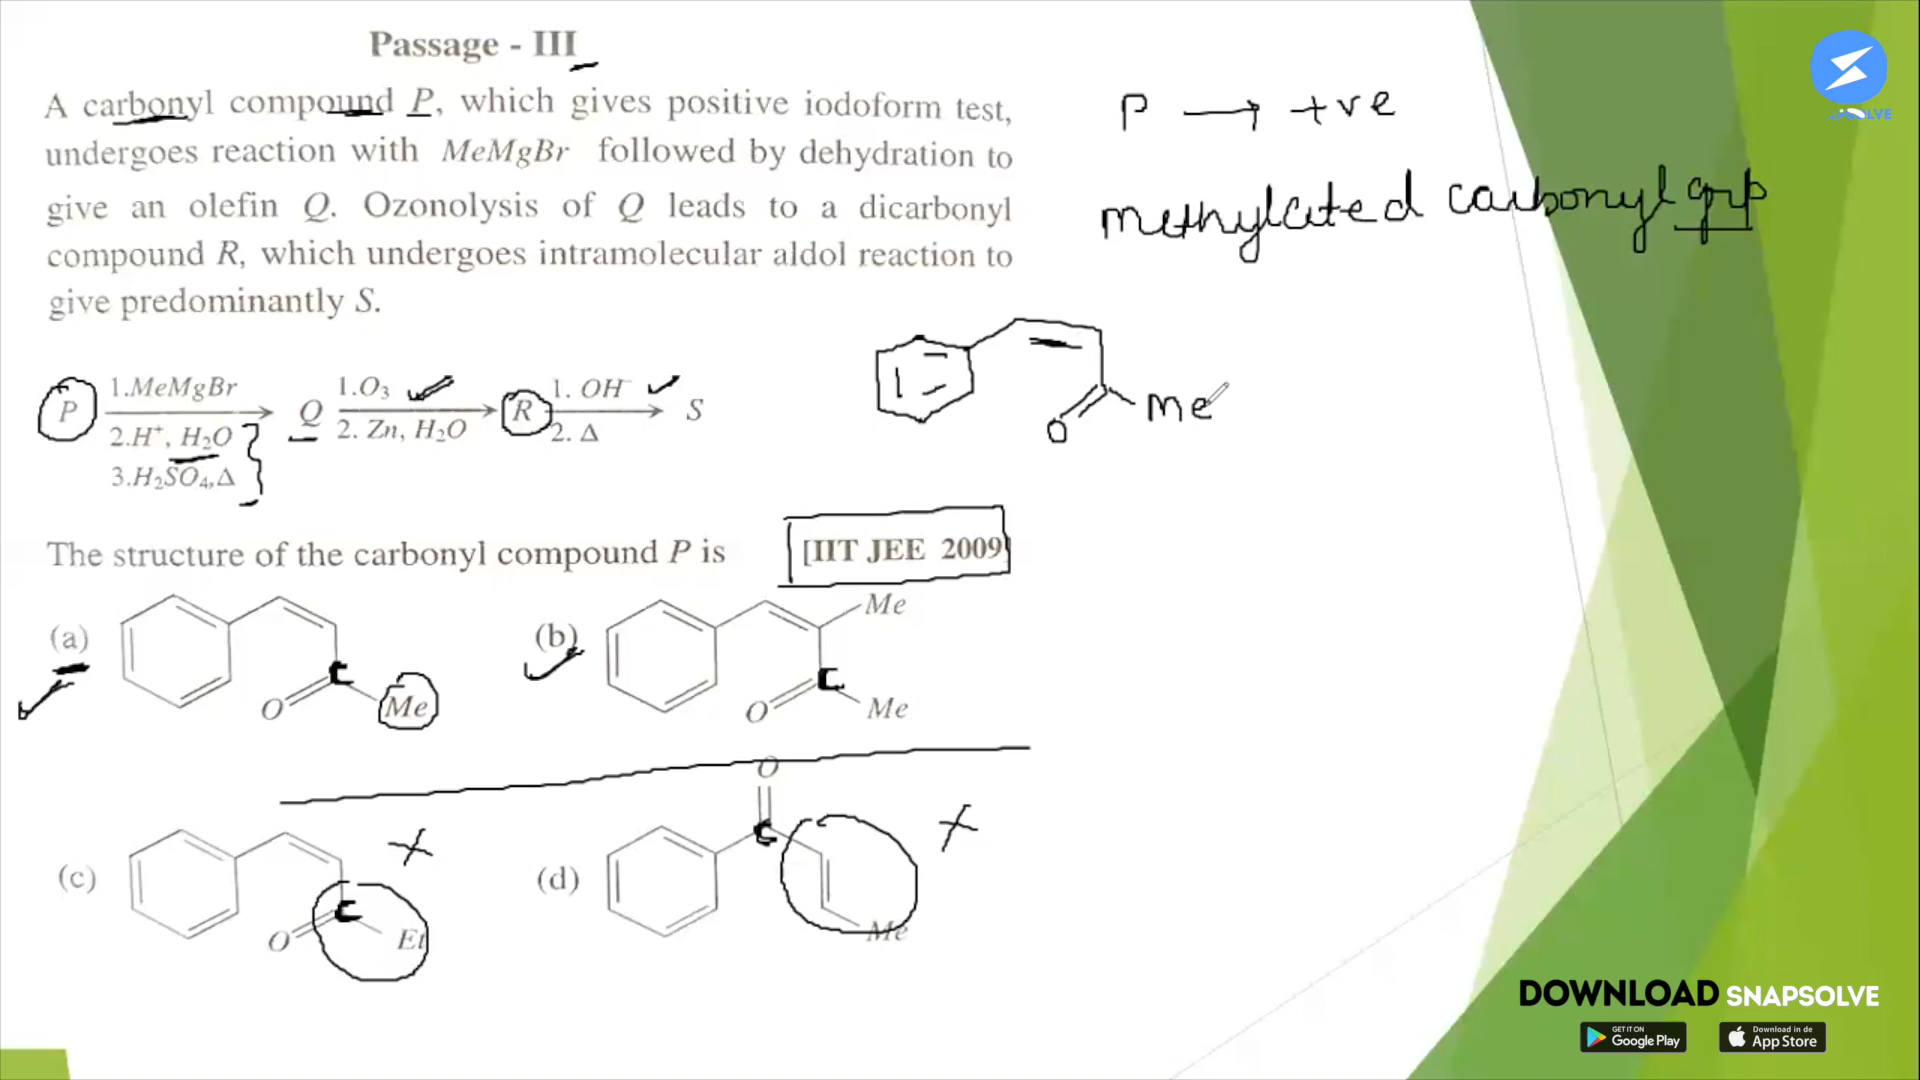 Passage - III
A carbonyl compound P, which gives positive iodoform test,
undergoes reaction with MeMgBr followed by dehydration to
give an olefin Q. Ozonolysis of Q leads to a dicarbonyl
compound R, which undergoes intramolecular aldol reaction to
give predominantly S.
P → +ve
methylated carbonyl grp
P 1.MeMgBr 2.H⁺, H₂O 3.H₂SO₄,Δ → Q 1.O₃ 2. Zn, H₂O → R 1. OH⁻ 2. Δ → S
O Me
The structure of the carbonyl compound P is [IIT JEE 2009
(a) C O Me
(b) Me C O Me
(c) C O Et
(d) O C Me
SNAPSOLVE
DOWNLOAD SNAPSOLVE
GET IT ON
Google Play
Download in de
App Store